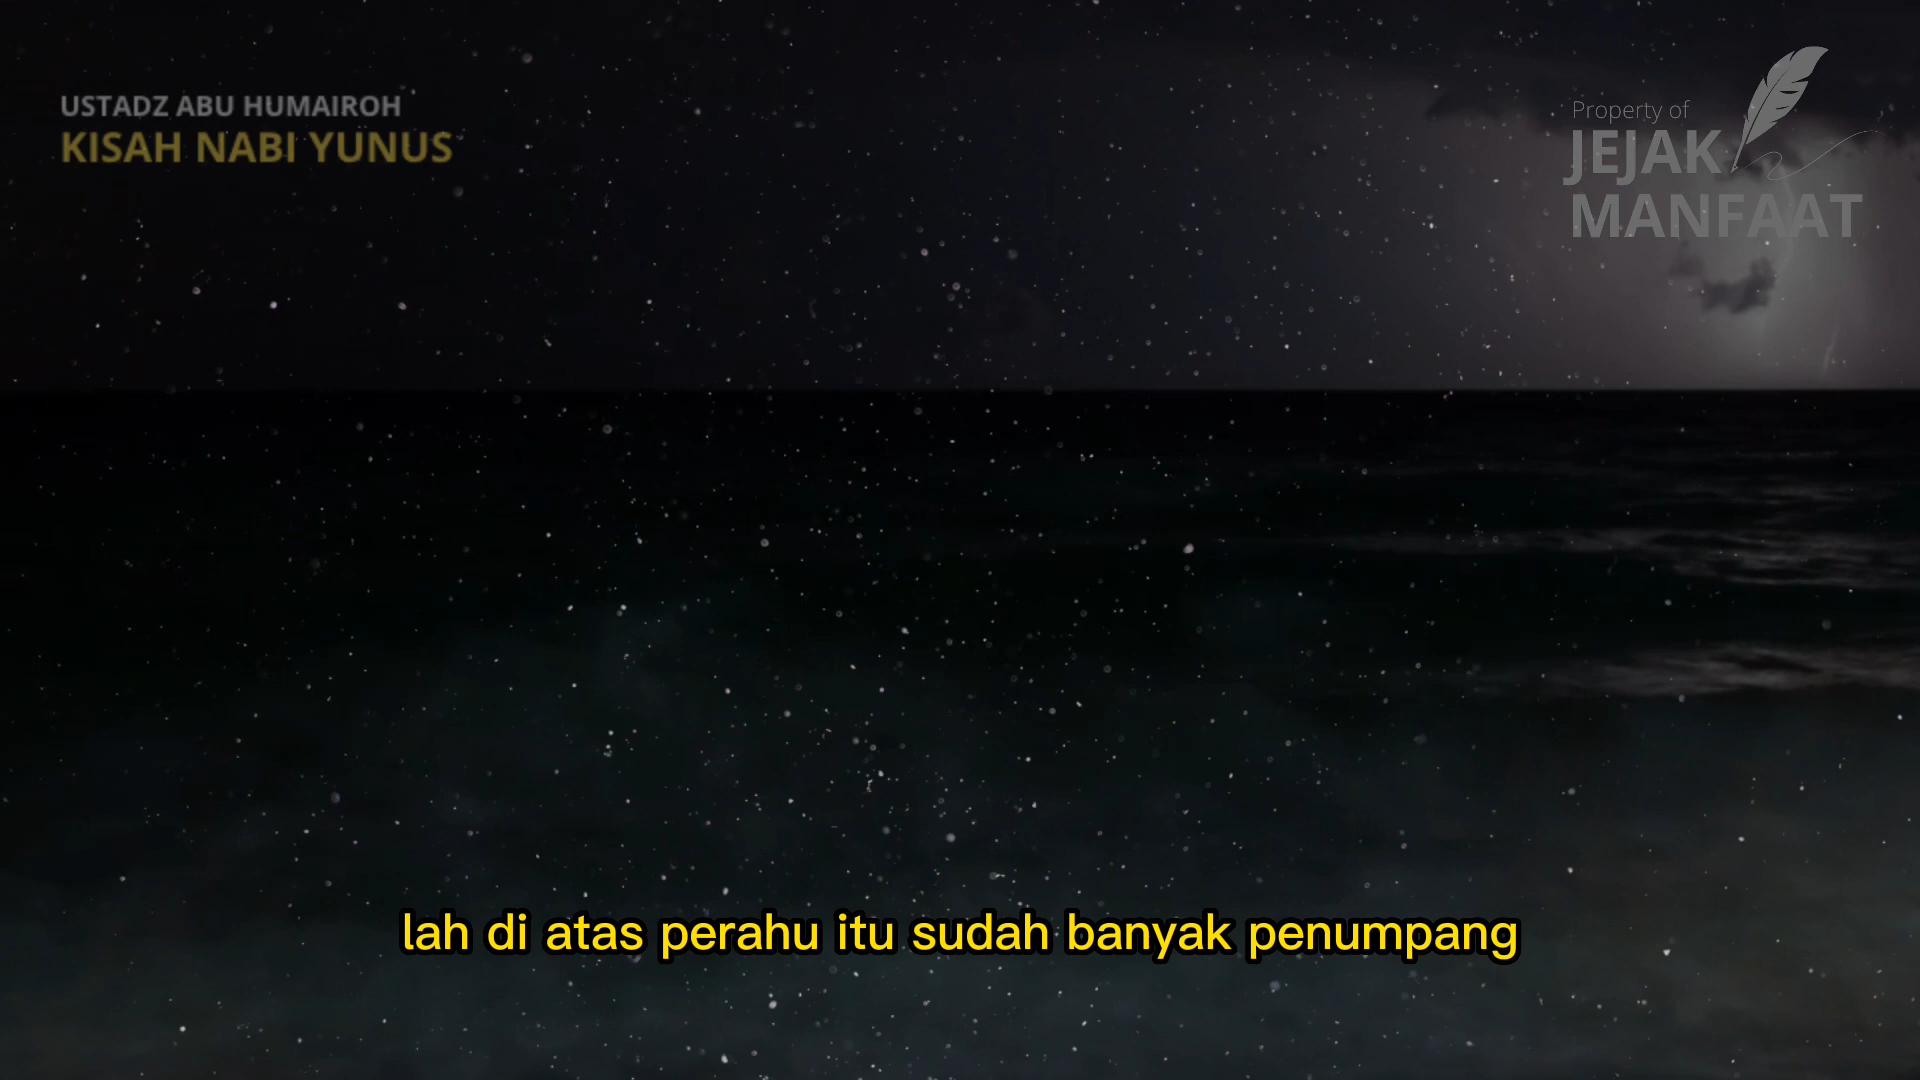 USTADZ ABU HUMAIROH
KISAH NABI YUNUS
Property of
JEJAK
MANFAAT
lah di atas perahu itu sudah banyak penumpang